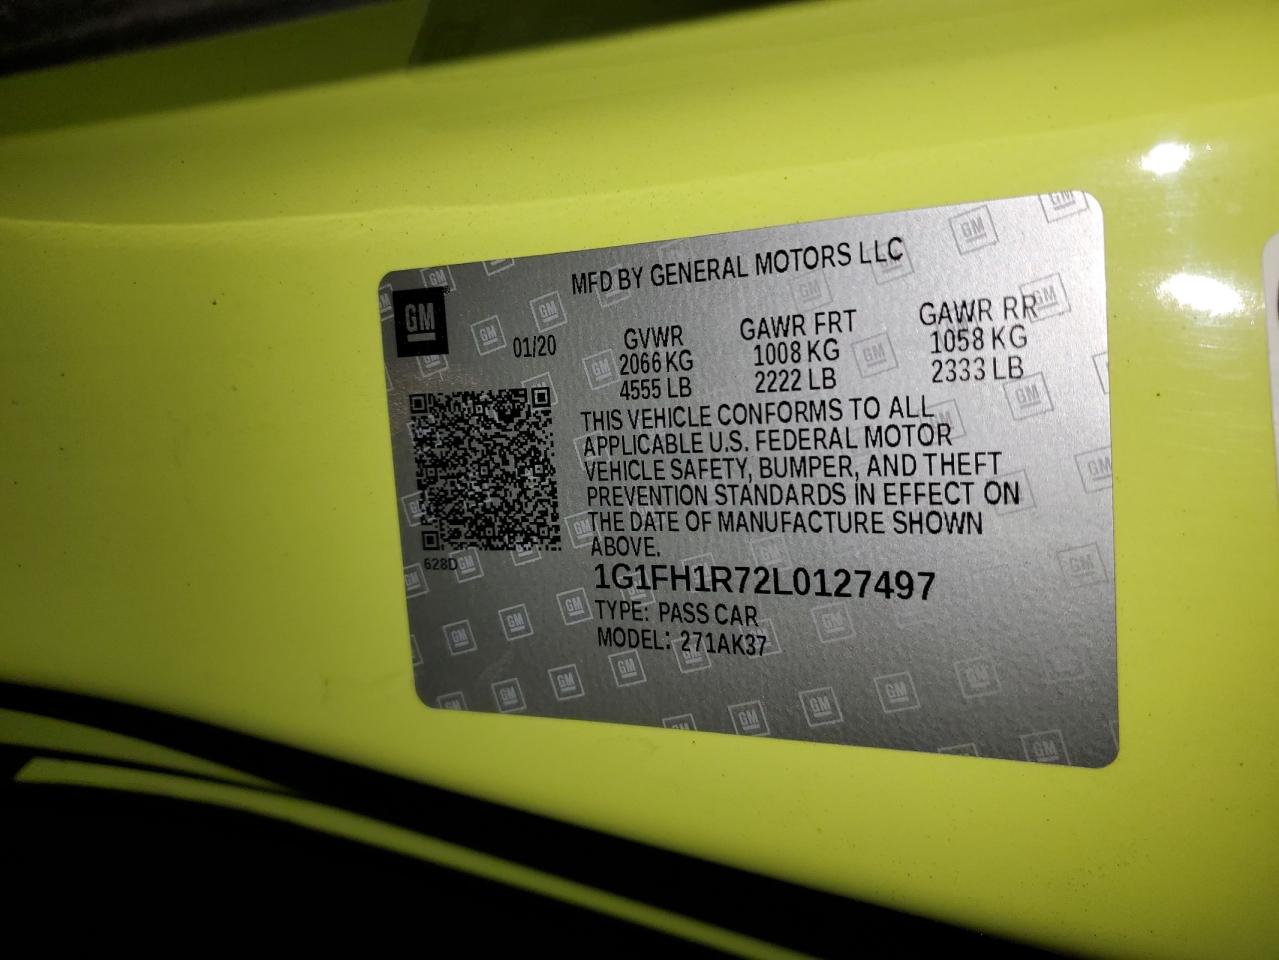 GM
MFD BY GENERAL MOTORS LLC
01/20
GVWR GAWR FRT GAWR RR
2066 KG 1008 KG 1058 KG
4555 LB 2222 LB 2333 LB
THIS VEHICLE CONFORMS TO ALL
APPLICABLE U.S. FEDERAL MOTOR
VEHICLE SAFETY, BUMPER, AND THEFT
PREVENTION STANDARDS IN EFFECT ON
THE DATE OF MANUFACTURE SHOWN
ABOVE.
628D
1G1FH1R72L0127497
TYPE: PASS CAR
MODEL: 271AK37